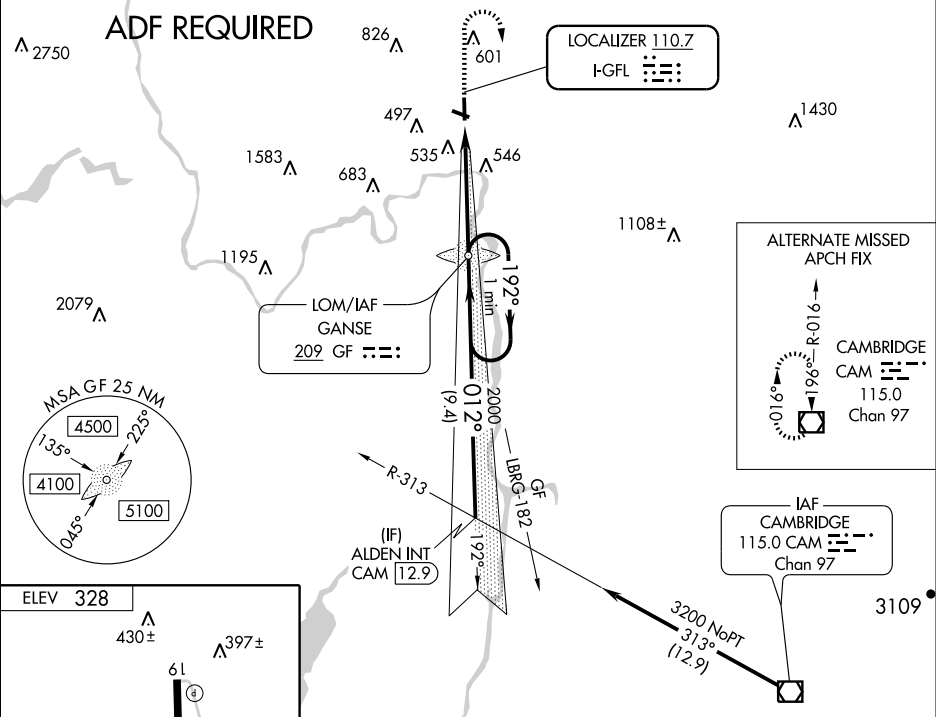 ADF REQUIRED
2750
826
601
LOCALIZER 110.7
I-GFL
1430
497
535
546
1583
683
1108±
1195
2079
LOM/IAF
GANSE
209 GF
192°
1 min
ALTERNATE MISSED
APCH FIX
R-016
196°
016°
CAMBRIDGE
CAM
115.0
Chan 97
MSA GF 25 NM
4500
135°
225°
4100
5100
045°
2000
012°
(9.4)
R-313
GF
LBRG-182
(IF)
ALDEN INT
CAM 12.9
192°
IAF
CAMBRIDGE
115.0 CAM
Chan 97
3109
3200 NoPT
313°
(12.9)
ELEV 328
430±
397±
19
P